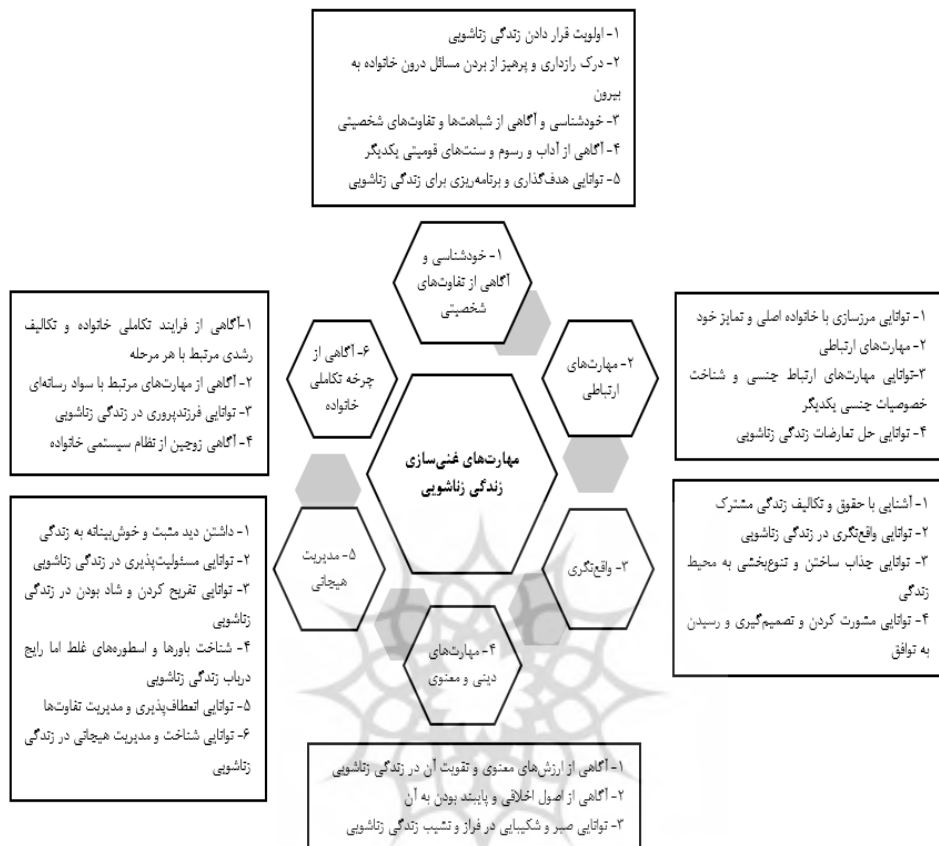 ۱- اولویت قرار دادن زندگی زناشویی
۲- درک رازداری و پرهیز از بردن مسائل درون خانواده به
بیرون
۳- خودشناسی و آگاهی از شباهت‌ها و تفاوت‌های شخصیتی
۴- آگاهی از آداب و رسوم و سنت‌های قومیتی یکدیگر
۵- توانایی هدف‌گذاری و برنامه‌ریزی برای زندگی زناشویی
۱- خودشناسی و
آگاهی از تفاوت‌های
شخصیتی
۱- توانایی مرزسازی با خانواده اصلی و تمایز خود
۲- مهارت‌های ارتباطی
۳-توانایی مهارت‌های ارتباط جنسی و شناخت
خصوصیات جنسی یکدیگر
۴- توانایی حل تعارضات زندگی زناشویی
۲- مهارت‌های
ارتباطی
۶- آگاهی از
چرخه تکاملی
خانواده
۱-آگاهی از فرایند تکاملی خانواده و تکالیف
رشدی مرتبط با هر مرحله
۲- آگاهی از مهارت‌های مرتبط با سواد رسانه‌ای
۳- توانایی فرزندپروری در زندگی زناشویی
۴- آگاهی زوجین از نظام سیستمی خانواده
مهارت‌های غنی‌سازی
زندگی زناشویی
۱- آشنایی با حقوق و تکالیف زندگی مشترک
۲- توانایی واقع‌نگری در زندگی زناشویی
۳- توانایی جذاب ساختن و تنوع‌بخشی به محیط
زندگی
۴- توانایی مشورت کردن و تصمیم‌گیری و رسیدن
به توافق
۳- واقع‌نگری
۵- مدیریت
هیجانی
۱- داشتن دید مثبت و خوش‌بینانه به زندگی
۲- توانایی مسئولیت‌پذیری در زندگی زناشویی
۳- توانایی تفریح کردن و شاد بودن در زندگی
زناشویی
۴- شناخت باورها و اسطوره‌های غلط اما رایج
درباب زندگی زناشویی
۵- توانایی انعطاف‌پذیری و مدیریت تفاوت‌ها
۶- توانایی شناخت و مدیریت هیجانی در زندگی
زناشویی
۴- مهارت‌های
دینی و معنوی
۱- آگاهی از ارزش‌های معنوی و تقویت آن در زندگی زناشویی
۲- آگاهی از اصول اخلاقی و پایبند بودن به آن
۳- توانایی صبر و شکیبایی در فراز و نشیب زندگی زناشویی